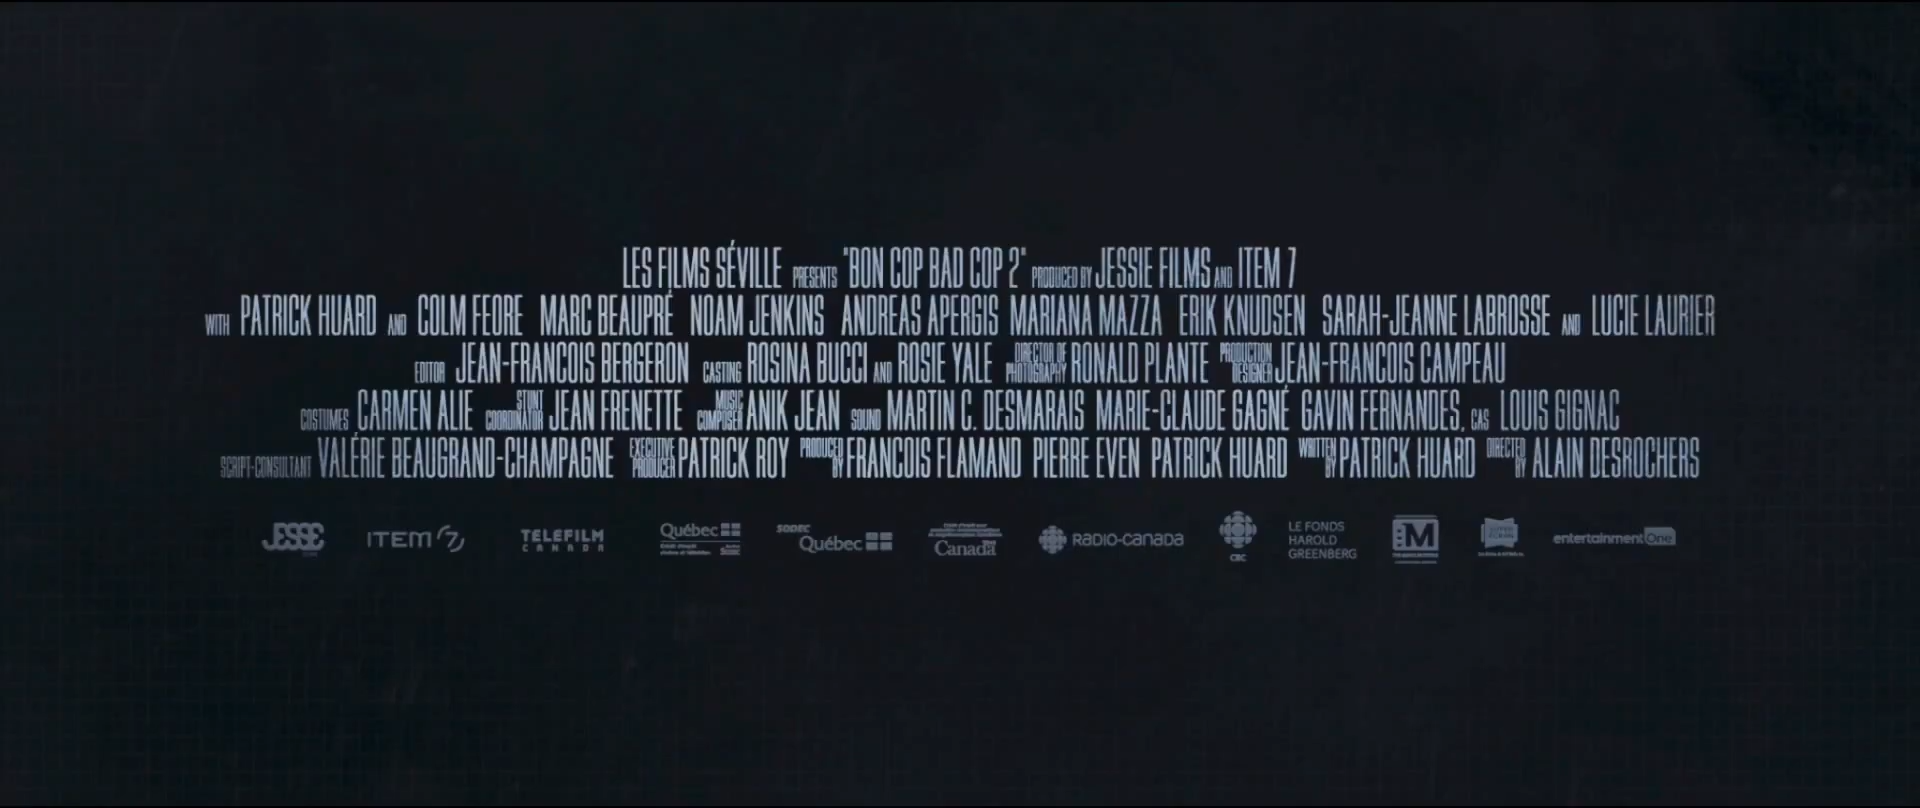 LES FILMS SÉVILLE PRESENTS "BON COP BAD COP 2" PRODUCED BY JESSIE FILMS AND ITEM 7
WITH PATRICK HUARD AND COLM FEORE MARC BEAUPRÉ NOAM JENKINS ANDREAS APERGIS MARIANA MAZZA ERIK KNUDSEN SARAH-JEANNE LABROSSE AND LUCIE LAURIER
EDITOR JEAN-FRANCOIS BERGERON CASTING ROSINA BUCCI AND ROSIE YALE DIRECTOR OF PHOTOGRAPHY RONALD PLANTE PRODUCTION DESIGNER JEAN-FRANCOIS CAMPEAU
COSTUMES CARMEN ALIE STUNT COORDINATOR JEAN FRENETTE MUSIC COMPOSER ANIK JEAN SOUND MARTIN C. DESMARAIS MARIE-CLAUDE GAGNÉ GAVIN FERNANDES, CAS LOUIS GIGNAC
SCRIPT-CONSULTANT VALÉRIE BEAUGRAND-CHAMPAGNE EXECUTIVE PRODUCER PATRICK ROY PRODUCED BY FRANCOIS FLAMAND PIERRE EVEN PATRICK HUARD WRITTEN BY PATRICK HUARD DIRECTED BY ALAIN DESROCHERS
ITEM 7
TELEFILM
CANADA
Québec
SODEC
Québec
Canada
RADIO-CANADA
CBC
LE FONDS
HAROLD
GREENBERG
M
entertainment One